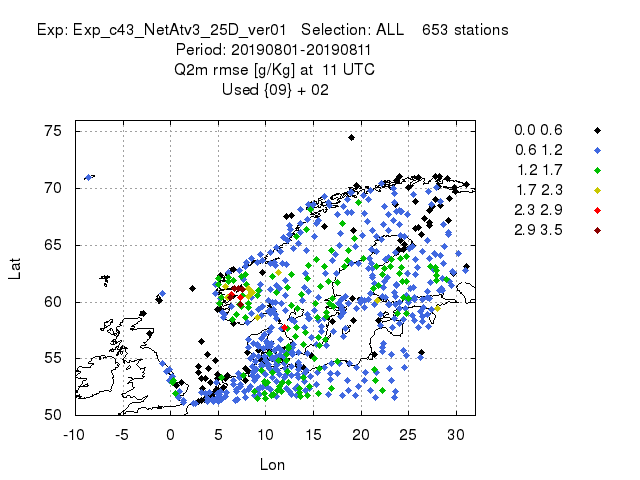 Exp: Exp_c43_NetAtv3_25D_ver01 Selection: ALL 653 stations
Period: 20190801-20190811
Q2m rmse [g/Kg] at 11 UTC
Used {09} + 02
0.0 0.6
0.6 1.2
1.2 1.7
1.7 2.3
2.3 2.9
2.9 3.5
75
70
65
60
55
50
Lat
-10 -5 0 5 10 15 20 25 30
Lon